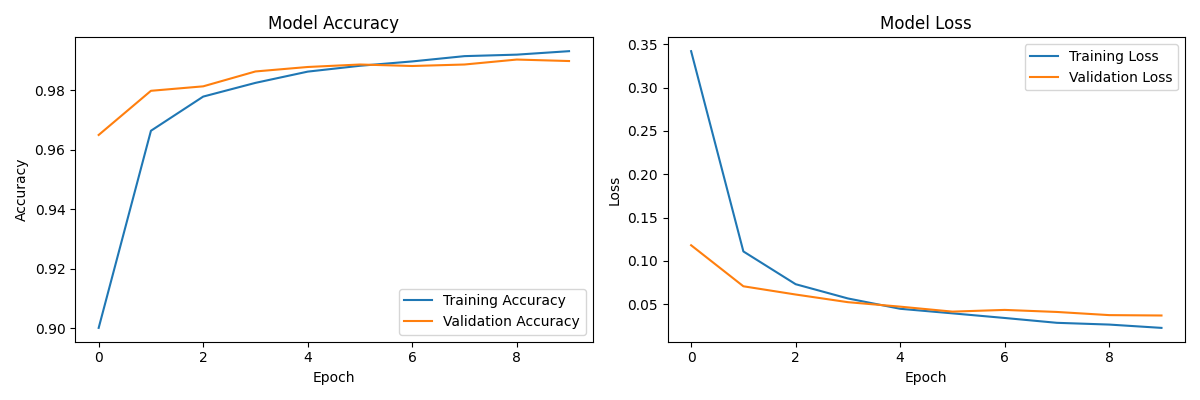 Model Accuracy
Accuracy
0.98
0.96
0.94
0.92
0.90
Training Accuracy
Validation Accuracy
0 2 4 6 8
Epoch
Model Loss
Loss
0.35
0.30
0.25
0.20
0.15
0.10
0.05
Training Loss
Validation Loss
0 2 4 6 8
Epoch